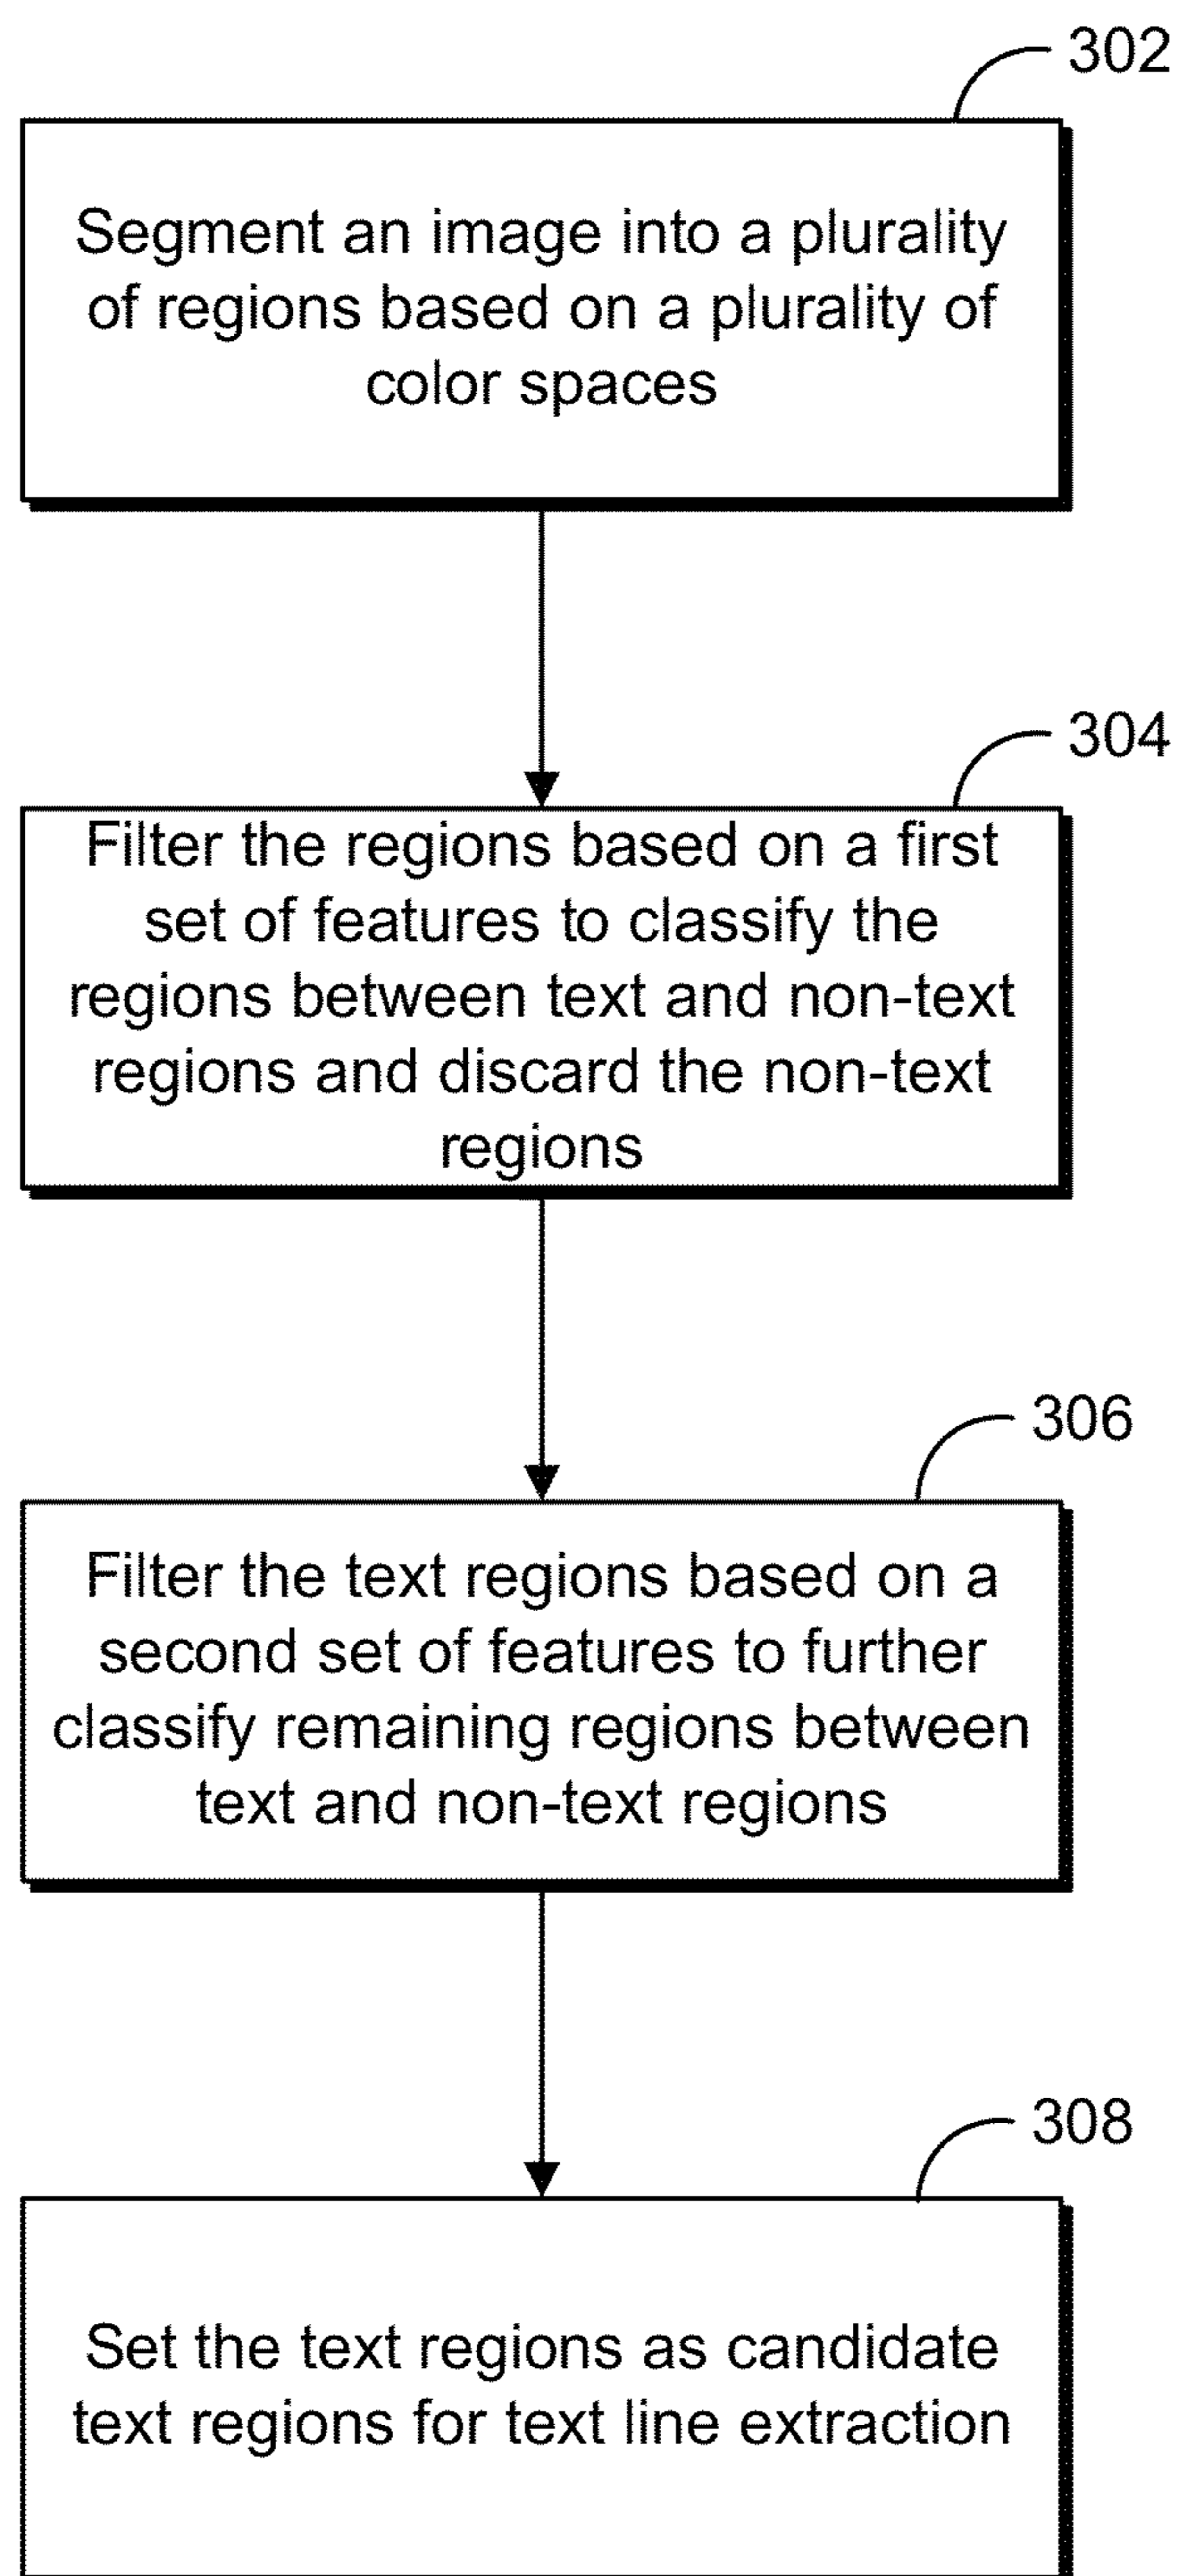 302
Segment an image into a plurality
of regions based on a plurality of
color spaces
304
Filter the regions based on a first
set of features to classify the
regions between text and non-text
regions and discard the non-text
regions
306
Filter the text regions based on a
second set of features to further
classify remaining regions between
text and non-text regions
308
Set the text regions as candidate
text regions for text line extraction